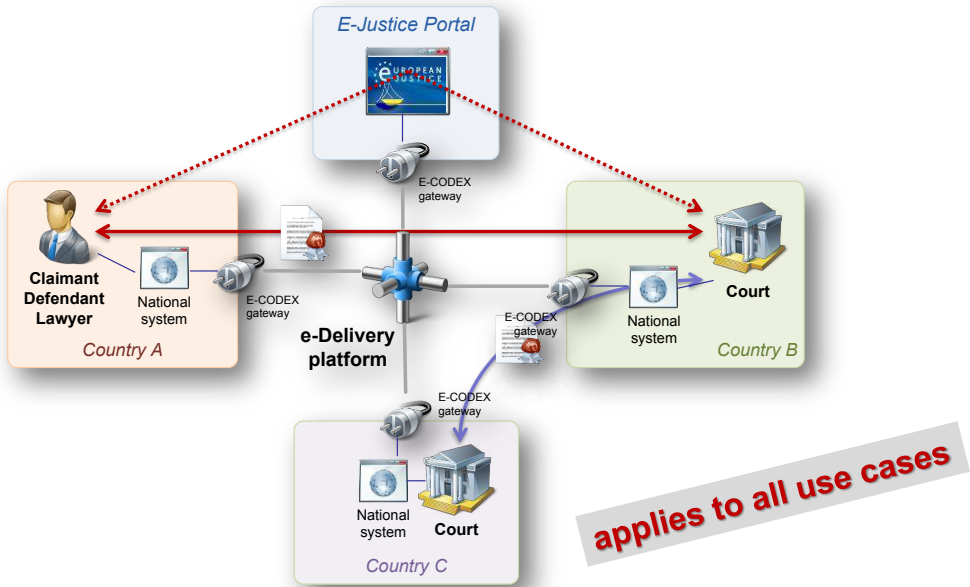 E-Justice Portal
EUROPEAN
e JUSTICE
E-CODEX
gateway
Claimant
Defendant
Lawyer
National
system
E-CODEX
gateway
Country A
e-Delivery
platform
E-CODEX
gateway
National
system
Court
Country B
E-CODEX
gateway
National
system
Court
Country C
applies to all use cases